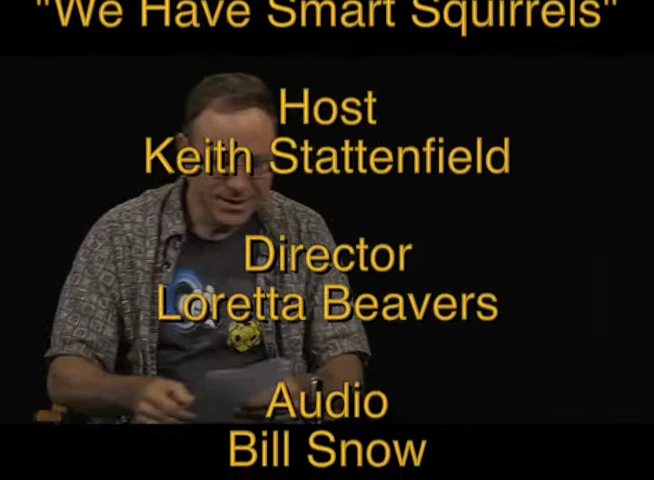 "We Have Smart Squirrels"
Host
Keith Stattenfield
Director
Loretta Beavers
Audio
Bill Snow